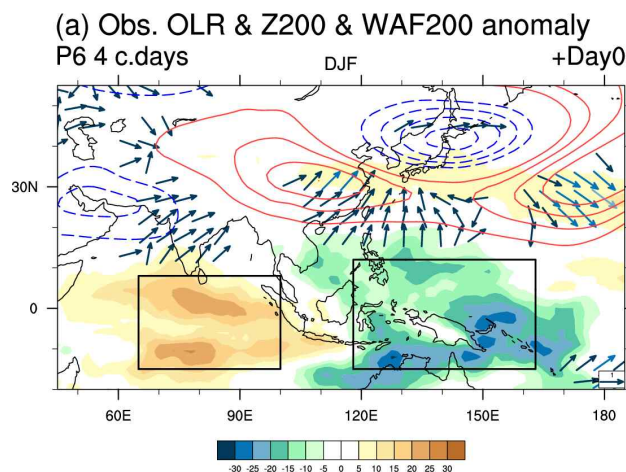 (a) Obs. OLR & Z200 & WAF200 anomaly
P6 4 c.days DJF +Day0
30N
0
60E 90E 120E 150E 180
1
-30 -25 -20 -15 -10 -5 0 5 10 15 20 25 30